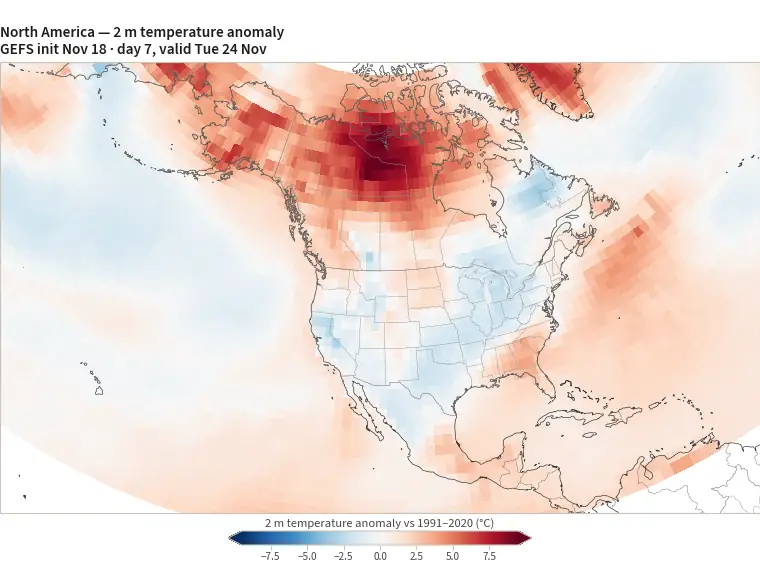 North America — 2 m temperature anomaly
GEFS init Nov 18 · day 7, valid Tue 24 Nov
2 m temperature anomaly vs 1991–2020 (°C)
−7.5 −5.0 −2.5 0.0 2.5 5.0 7.5